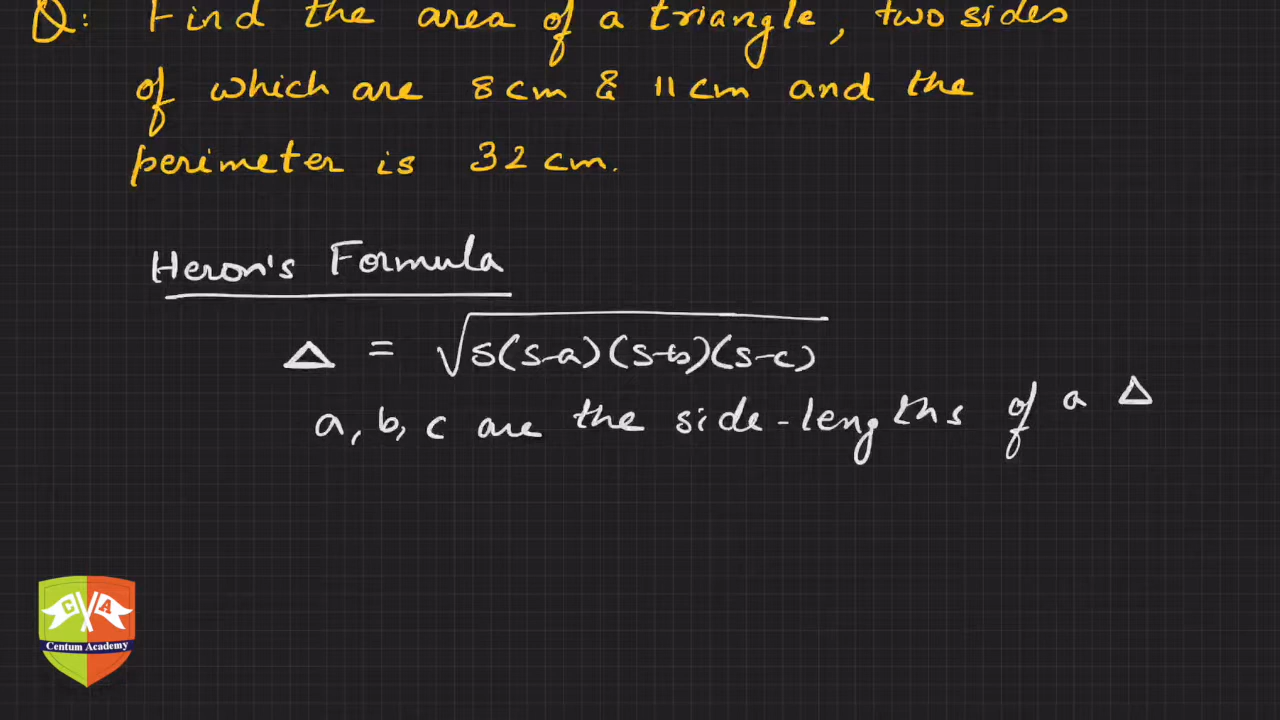 Q: Find the area of a triangle, two sides
of which are 8 cm & 11 cm and the
perimeter is 32 cm.
Heron's Formula
Δ = √s(s-a)(s-b)(s-c)
a, b, c are the side-lengths of a Δ
C A
Centum Academy